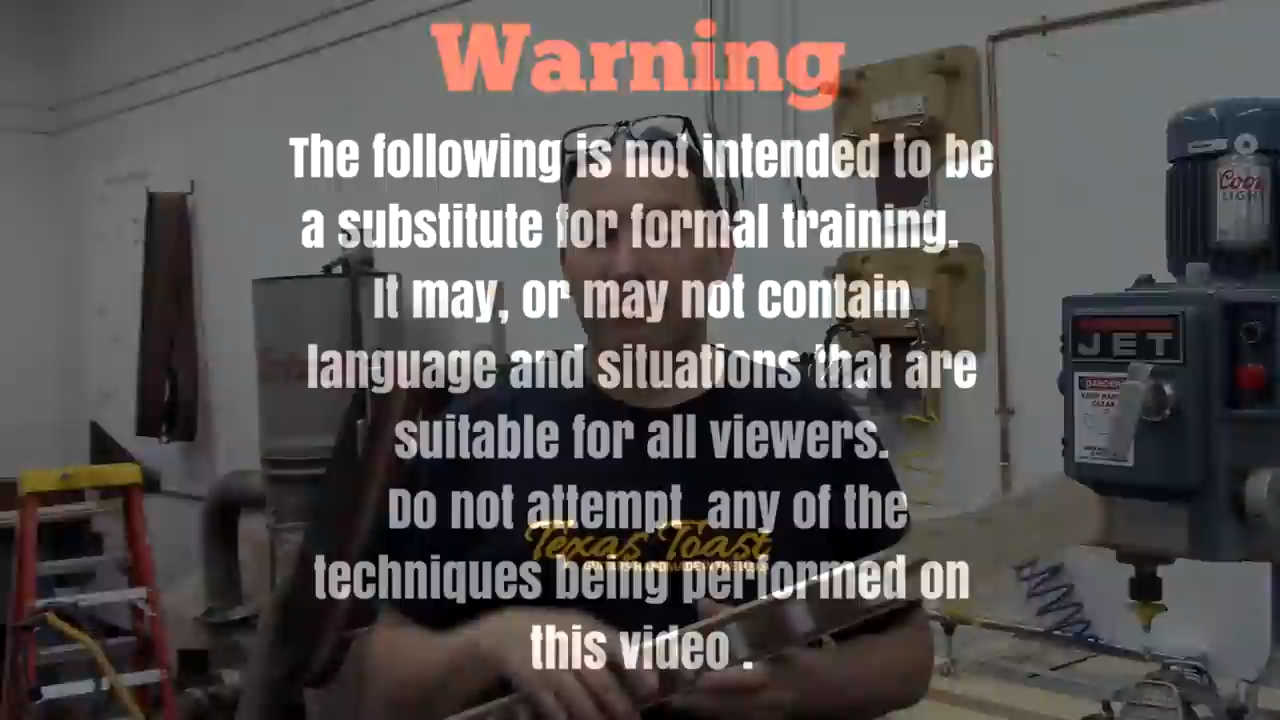 Warning
The following is not intended to be
a substitute for formal training.
It may, or may not contain
language and situations that are
suitable for all viewers.
Do not attempt  any of the
techniques being performed on
this video .
Texas Toast
Coors
LIGHT
JET
DANGER